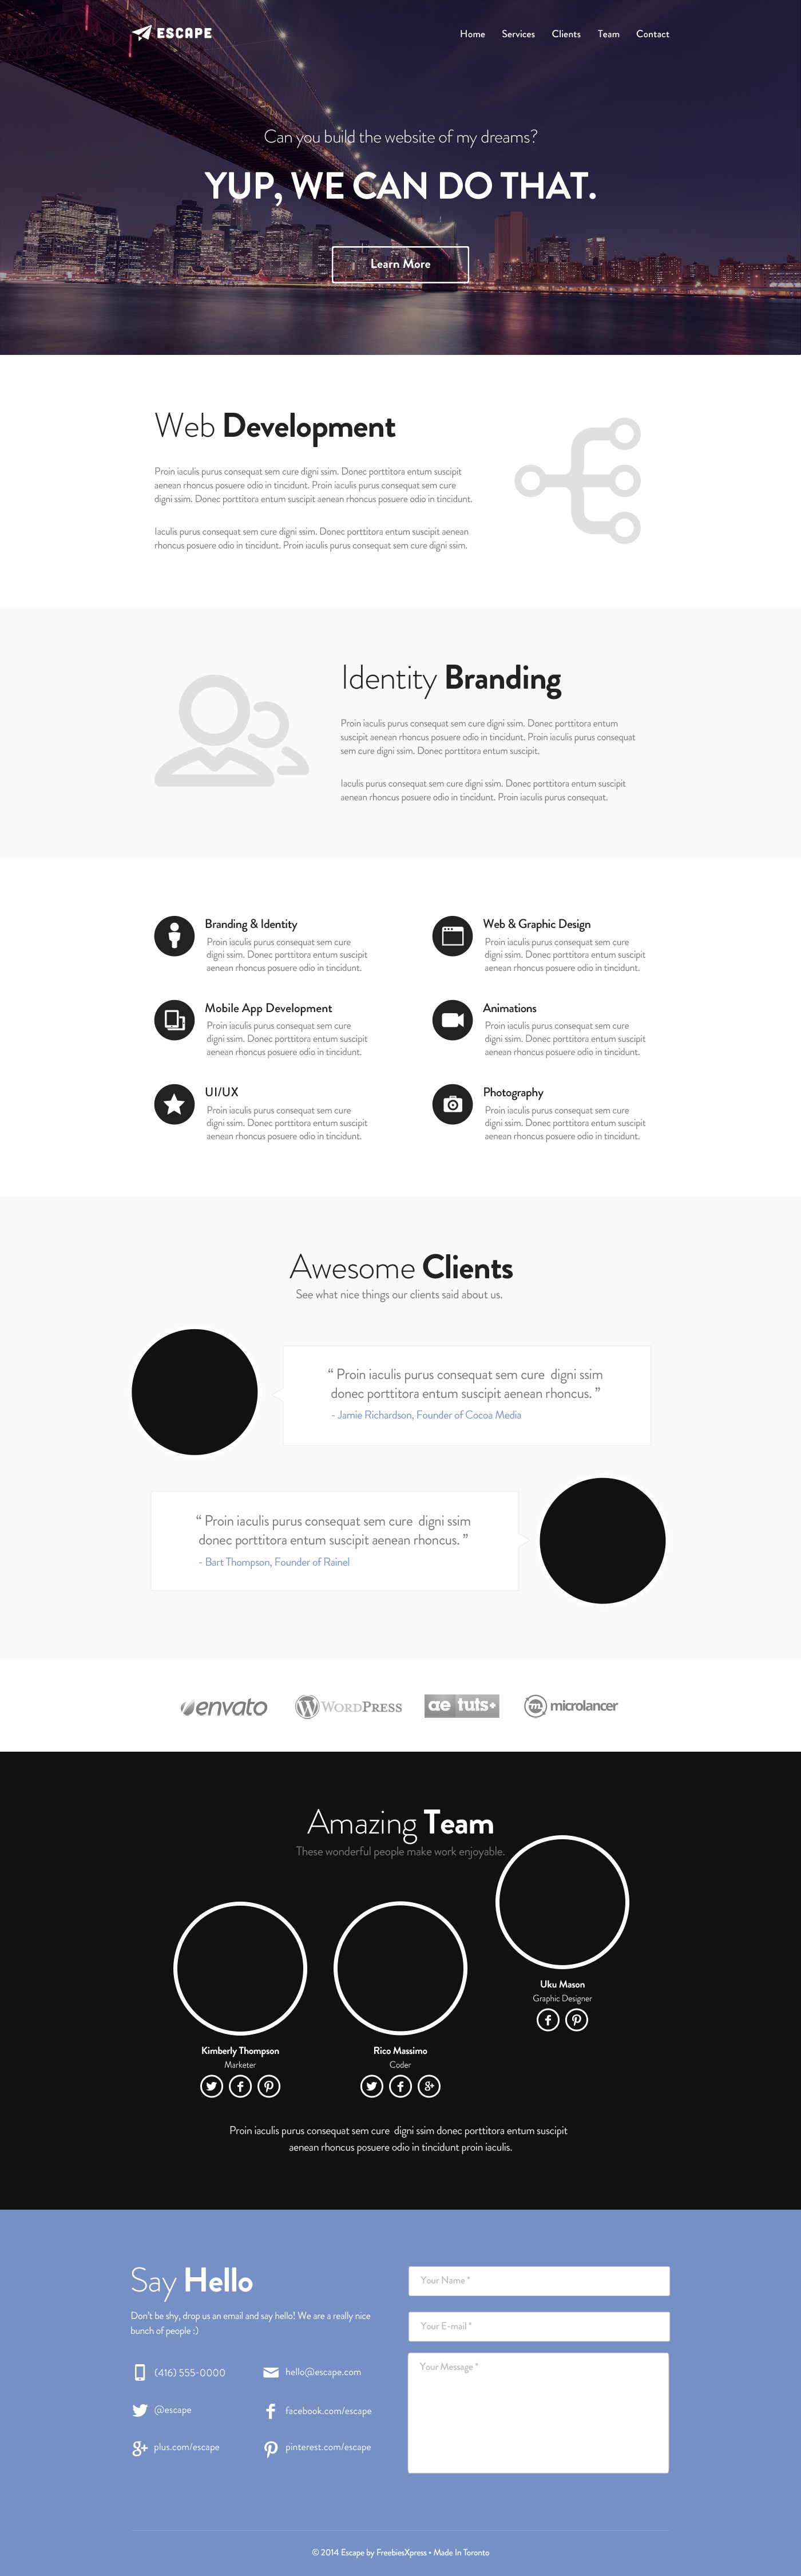 ESCAPE
Home Services Clients Team Contact
Can you build the website of my dreams?
YUP, WE CAN DO THAT.
Learn More
Web Development
Proin iaculis purus consequat sem cure digni ssim. Donec porttitora entum suscipit
aenean rhoncus posuere odio in tincidunt. Proin iaculis purus consequat sem cure
digni ssim. Donec porttitora entum suscipit aenean rhoncus posuere odio in tincidunt.
Iaculis purus consequat sem cure digni ssim. Donec porttitora entum suscipit aenean
rhoncus posuere odio in tincidunt. Proin iaculis purus consequat sem cure digni ssim.
Identity Branding
Proin iaculis purus consequat sem cure digni ssim. Donec porttitora entum
suscipit aenean rhoncus posuere odio in tincidunt. Proin iaculis purus consequat
sem cure digni ssim. Donec porttitora entum suscipit.
Iaculis purus consequat sem cure digni ssim. Donec porttitora entum suscipit
aenean rhoncus posuere odio in tincidunt. Proin iaculis purus consequat.
Branding & Identity
Proin iaculis purus consequat sem cure
digni ssim. Donec porttitora entum suscipit
aenean rhoncus posuere odio in tincidunt.
Web & Graphic Design
Proin iaculis purus consequat sem cure
digni ssim. Donec porttitora entum suscipit
aenean rhoncus posuere odio in tincidunt.
Mobile App Development
Proin iaculis purus consequat sem cure
digni ssim. Donec porttitora entum suscipit
aenean rhoncus posuere odio in tincidunt.
Animations
Proin iaculis purus consequat sem cure
digni ssim. Donec porttitora entum suscipit
aenean rhoncus posuere odio in tincidunt.
UI/UX
Proin iaculis purus consequat sem cure
digni ssim. Donec porttitora entum suscipit
aenean rhoncus posuere odio in tincidunt.
Photography
Proin iaculis purus consequat sem cure
digni ssim. Donec porttitora entum suscipit
aenean rhoncus posuere odio in tincidunt.
Awesome Clients
See what nice things our clients said about us.
“ Proin iaculis purus consequat sem cure digni ssim
donec porttitora entum suscipit aenean rhoncus. ”
- Jamie Richardson, Founder of Cocoa Media
“ Proin iaculis purus consequat sem cure digni ssim
donec porttitora entum suscipit aenean rhoncus. ”
- Bart Thompson, Founder of Rainel
envato WORDPRESS ae tuts+ m microlancer
Amazing Team
These wonderful people make work enjoyable.
Uku Mason
Graphic Designer
Kimberly Thompson
Marketer
Rico Massimo
Coder
Proin iaculis purus consequat sem cure digni ssim donec porttitora entum suscipit
aenean rhoncus posuere odio in tincidunt proin iaculis.
Say Hello
Don't be shy, drop us an email and say hello! We are a really nice
bunch of people :)
(416) 555-0000
hello@escape.com
@escape
facebook.com/escape
plus.com/escape
pinterest.com/escape
Your Name *
Your E-mail *
Your Message *
© 2014 Escape by FreebiesXpress • Made In Toronto